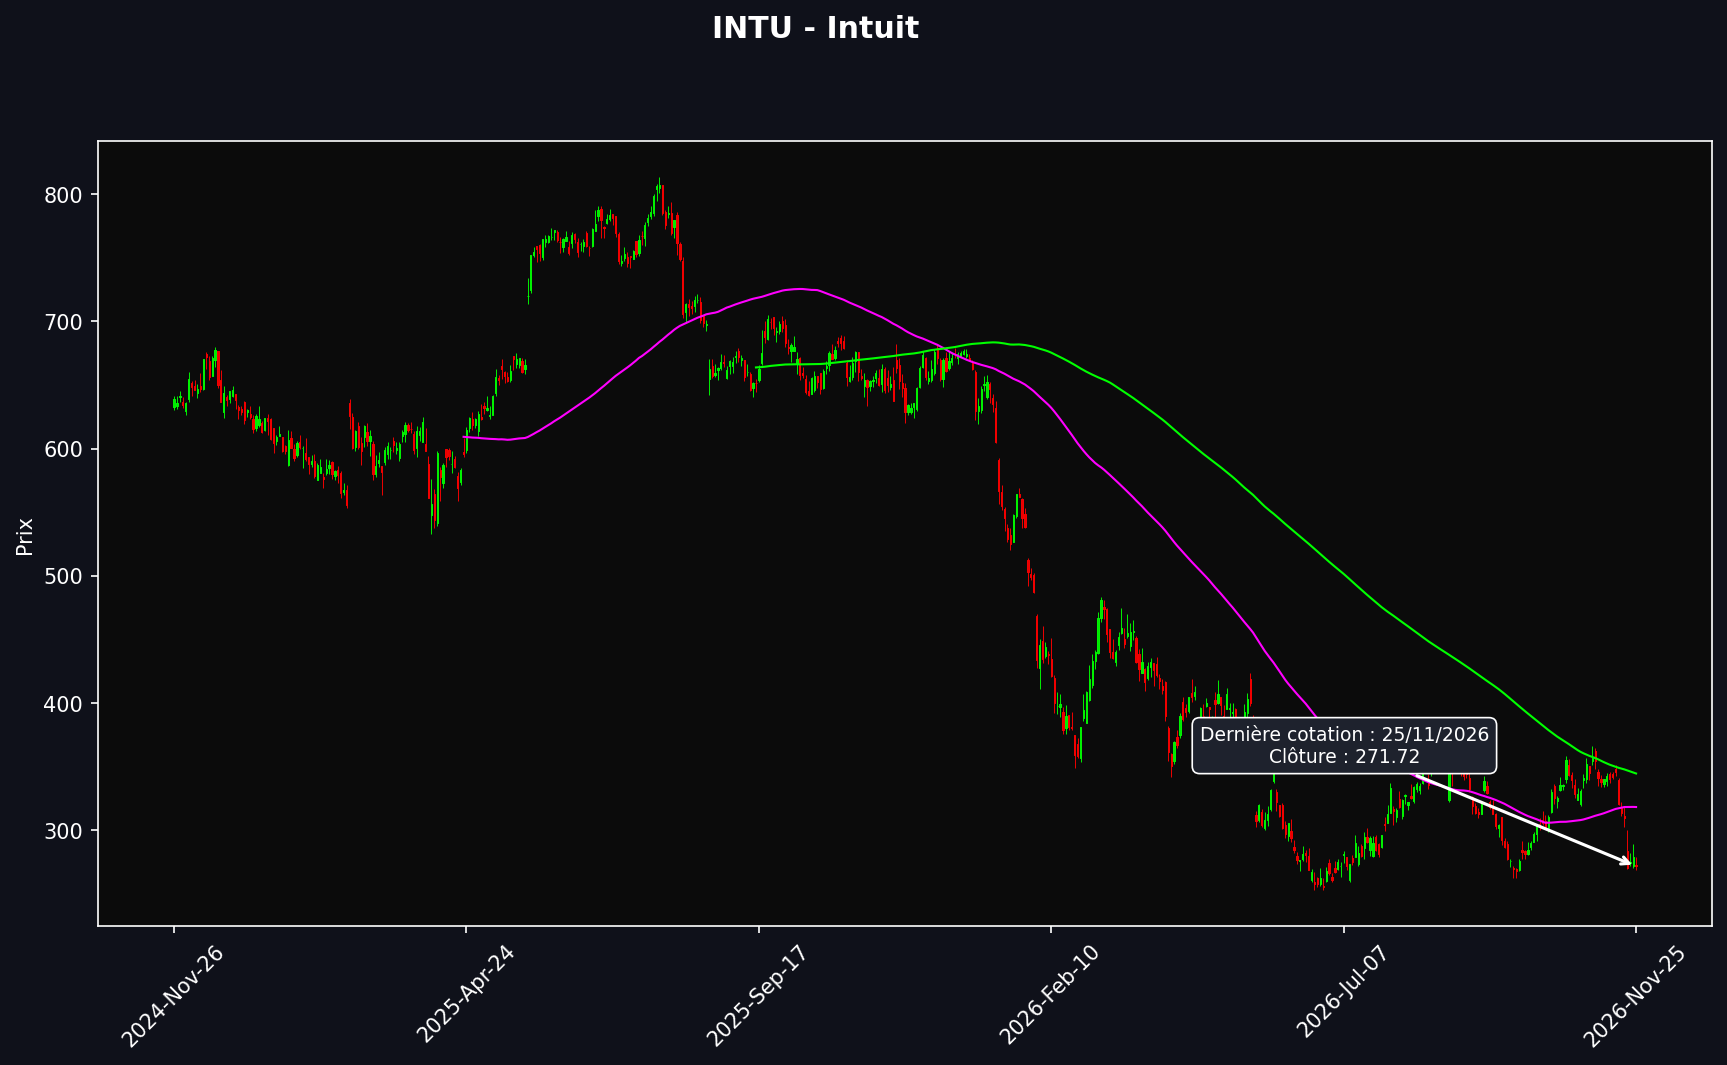 INTU - Intuit
Prix
800
700
600
500
400
300
Dernière cotation : 25/11/2026
Clôture : 271.72
2024-Nov-26
2025-Apr-24
2025-Sep-17
2026-Feb-10
2026-Jul-07
2026-Nov-25